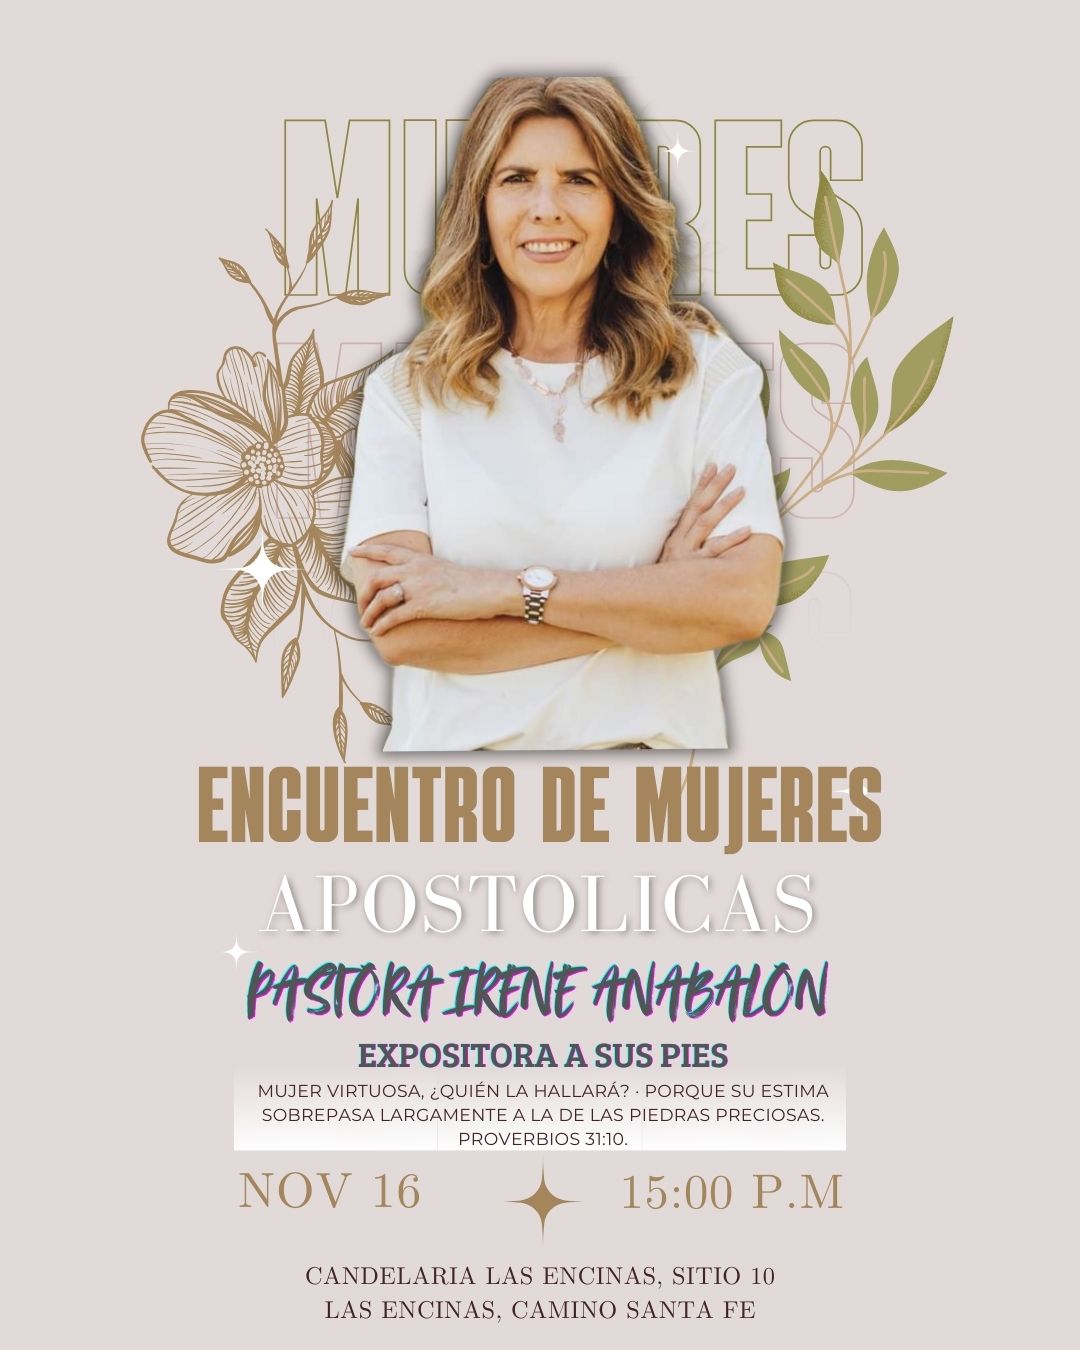 MUJERES
MUJERES
ENCUENTRO DE MUJERES
APOSTOLICAS
PASTORA IRENE ANABALON
EXPOSITORA A SUS PIES
MUJER VIRTUOSA, ¿QUIÉN LA HALLARÁ? · PORQUE SU ESTIMA
SOBREPASA LARGAMENTE A LA DE LAS PIEDRAS PRECIOSAS.
PROVERBIOS 31:10.
NOV 16
15:00 P.M
CANDELARIA LAS ENCINAS, SITIO 10
LAS ENCINAS, CAMINO SANTA FE